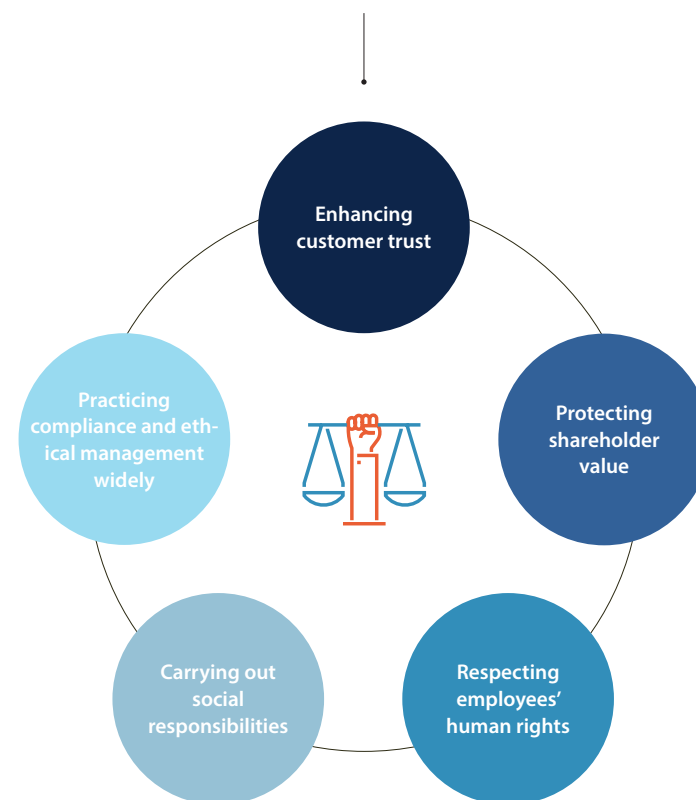 Enhancing
customer trust
Protecting
shareholder
value
Respecting
employees’
human rights
Carrying out
social
responsibilities
Practicing
compliance and eth-
ical management
widely